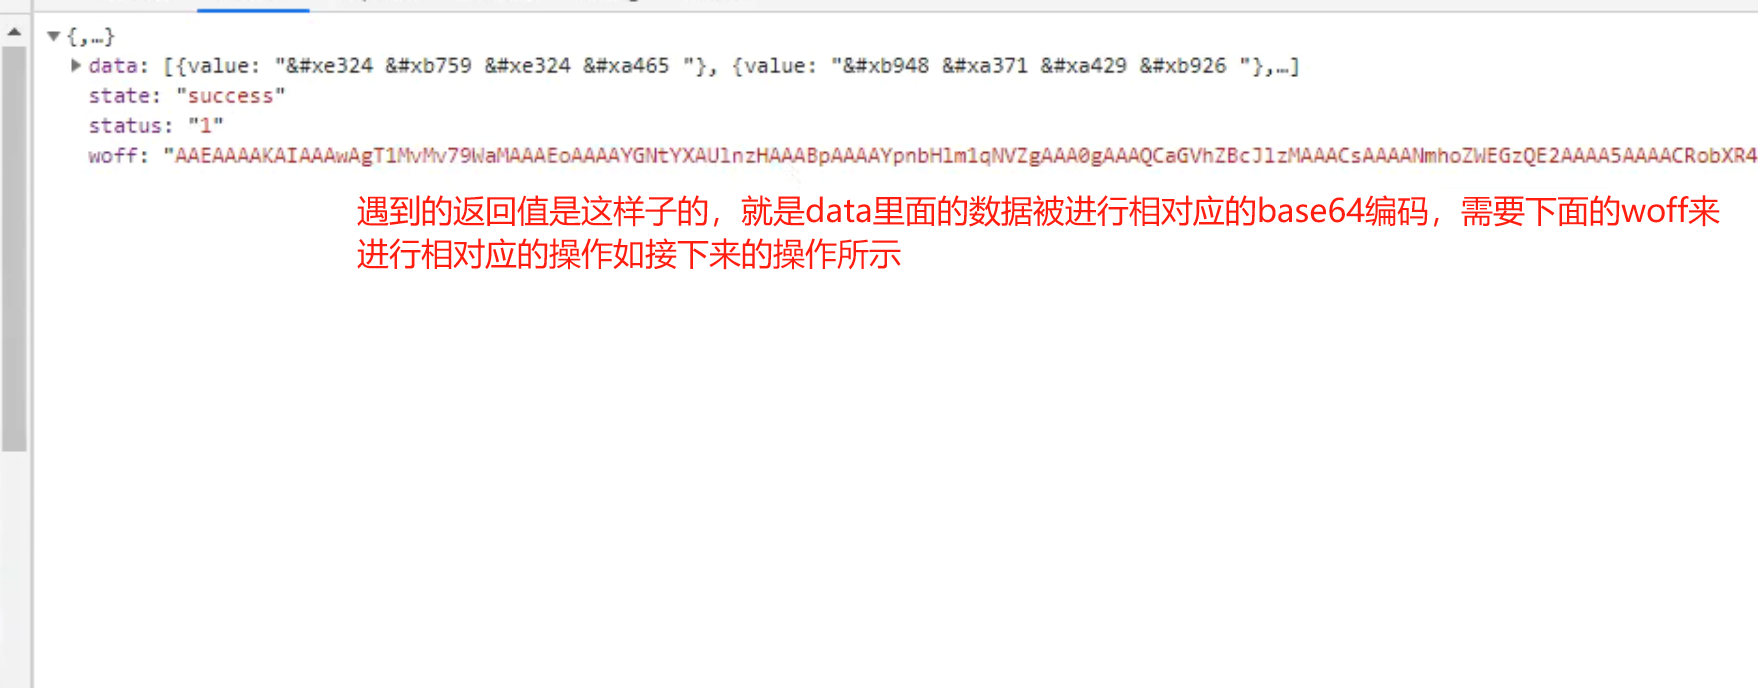 ▼{,…}
▶data: [{value: "&#xe324 &#xb759 &#xe324 &#xa465 "}, {value: "&#xb948 &#xa371 &#xa429 &#xb926 "},…]
state: "success"
status: "1"
woff: "AAEAAAAKAIAAAwAgT1MvMv79WaMAAAEoAAAAYGNtYXAUlnzHAAABpAAAAYpnbHlm1qNVZgAAA0gAAAQCaGVhZBcJlzMAAACsAAAANmhoZWEGzQE2AAAA5AAAACRobXR4
遇到的返回值是这样子的，就是data里面的数据被进行相对应的base64编码，需要下面的woff来
进行相对应的操作如接下来的操作所示